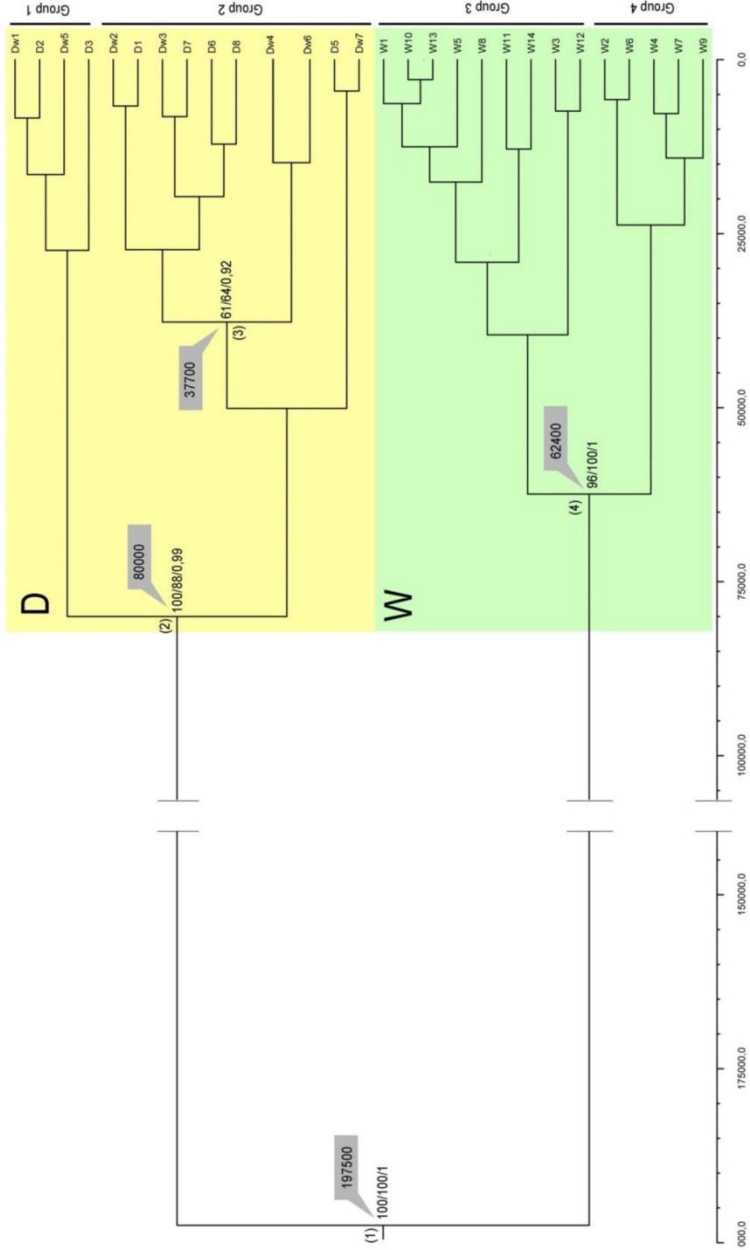 Group 1
Group 2
Group 3
Group 4
Dw1
D2
Dw5
D3
Dw2
D1
Dw3
D7
D6
D8
Dw4
Dw6
D5
Dw7
W1
W10
W13
W5
W8
W11
W14
W3
W12
W2
W6
W4
W7
W9
D
W
80000
100/88/0,99
(2)
37700
61/64/0,92
(3)
62400
96/100/1
(4)
197500
100/100/1
(1)
000,0
175000,0
150000,0
100000,0
75000,0
50000,0
25000,0
0,0